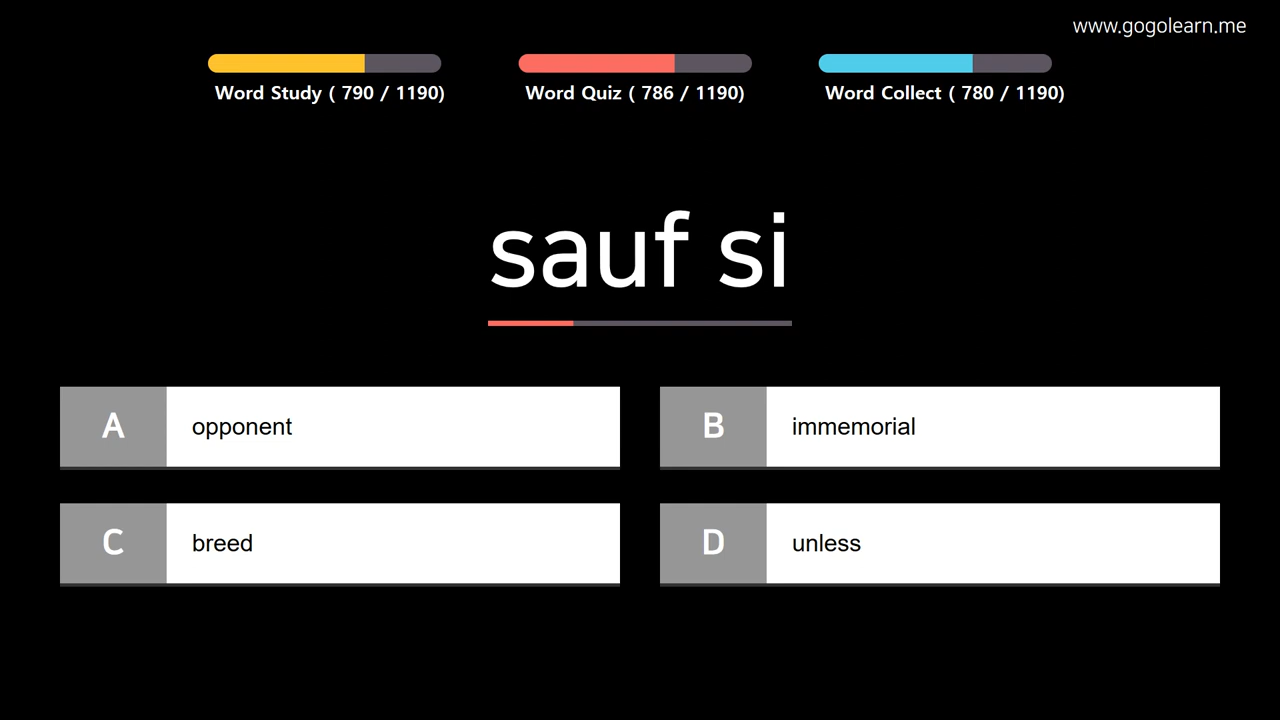 www.gogolearn.me
Word Study ( 790 / 1190)
Word Quiz ( 786 / 1190)
Word Collect ( 780 / 1190)
sauf si
A opponent
B immemorial
C breed
D unless